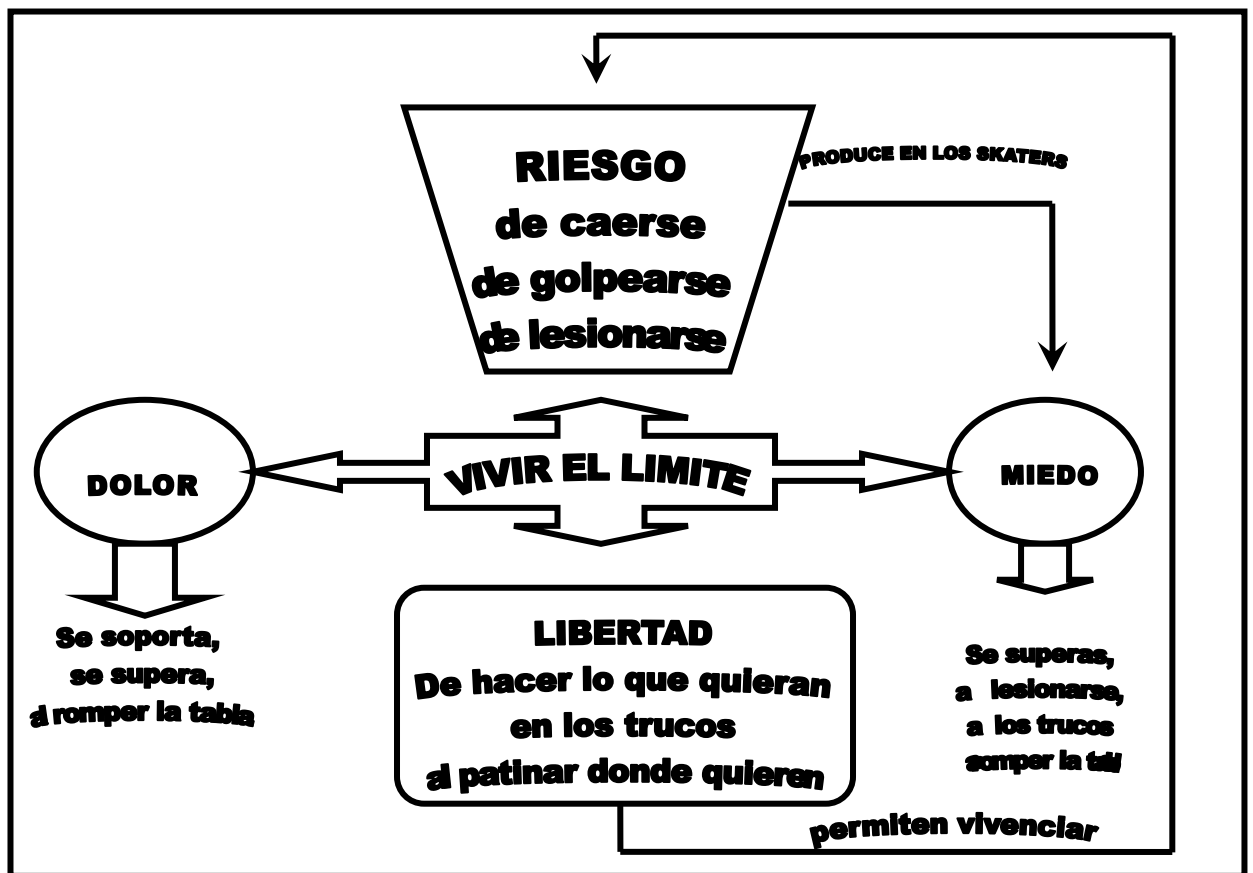 RIESGO
de caerse
de golpearse
de lesionarse
PRODUCE EN LOS SKATERS
DOLOR
VIVIR EL LIMITE
MIEDO
Se soporta,
se supera,
al romper la tabla
LIBERTAD
De hacer lo que quieran
en los trucos
al patinar donde quieren
Se superas,
a lesionarse,
a los trucos
la
permiten vivenciar